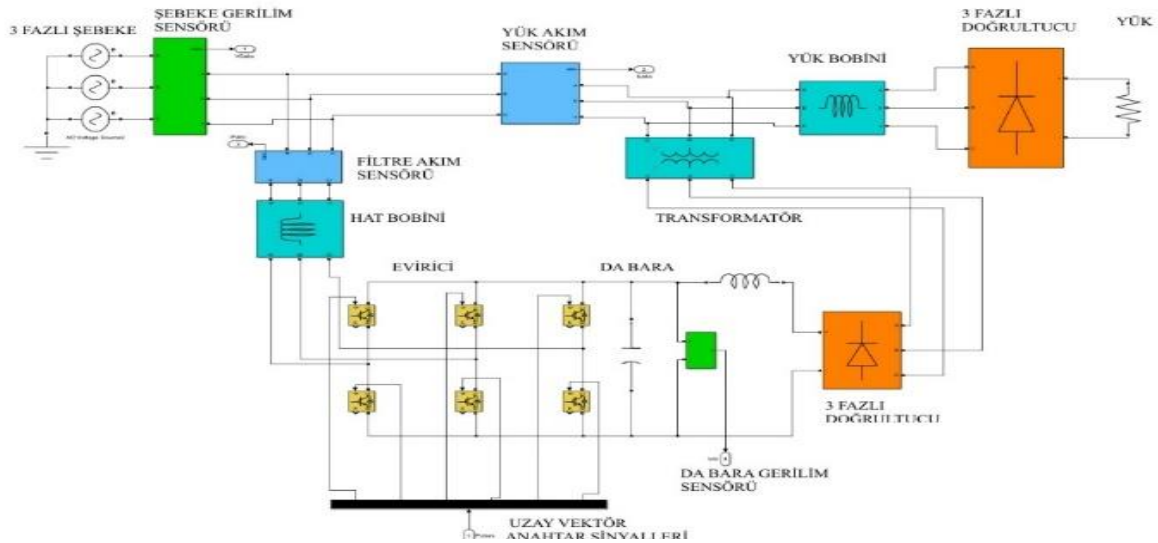 ŞEBEKE GERİLİM
SENSÖRÜ
3 FAZLI ŞEBEKE
YÜK AKIM
SENSÖRÜ
3 FAZLI
DOĞRULTUCU
YÜK
YÜK BOBİNİ
FİLTRE AKIM
SENSÖRÜ
HAT BOBİNİ
TRANSFORMATÖR
EVİRİCİ
DA BARA
3 FAZLI
DOĞRULTUCU
DA BARA GERİLİM
SENSÖRÜ
UZAY VEKTÖR
ANAHTAR SİNYALLERİ